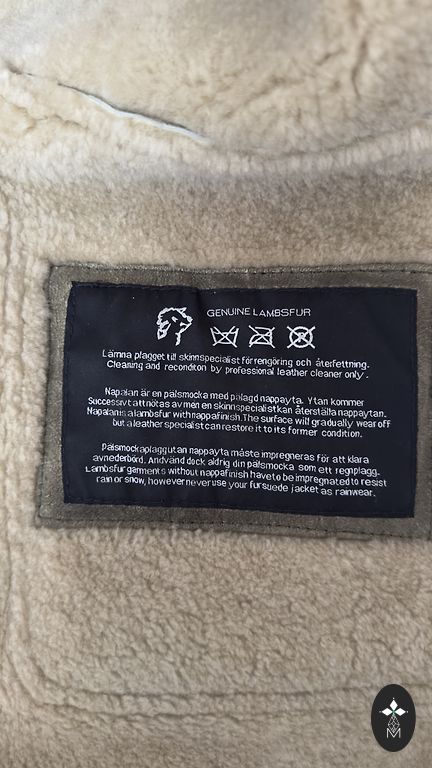 GENUINE LAMBSFUR
Lämna plagget till skinnspecialist för rengöring och återfettning.
Cleaning and recondition by professional leather cleaner only.
Napalan är en pälsmocka med pålagd nappayta. Ytan kommer
Successivt att nötas av men en skinnspecialist kan återställa nappaytan.
Napalan is a lambsfur with nappafinish. The surface will gradually wear off
but a leather specialist can restore it to its former condition.
Pälsmockaplagg utan nappayta måste impregneras för att klara
avnederbörd. Använd dock aldrig din pälsmocka som ett regnplagg.
Lambsfur garments without nappafinish have to be impregnated to resist
rain or snow, however never use your fursuede jacket as rainwear.
M